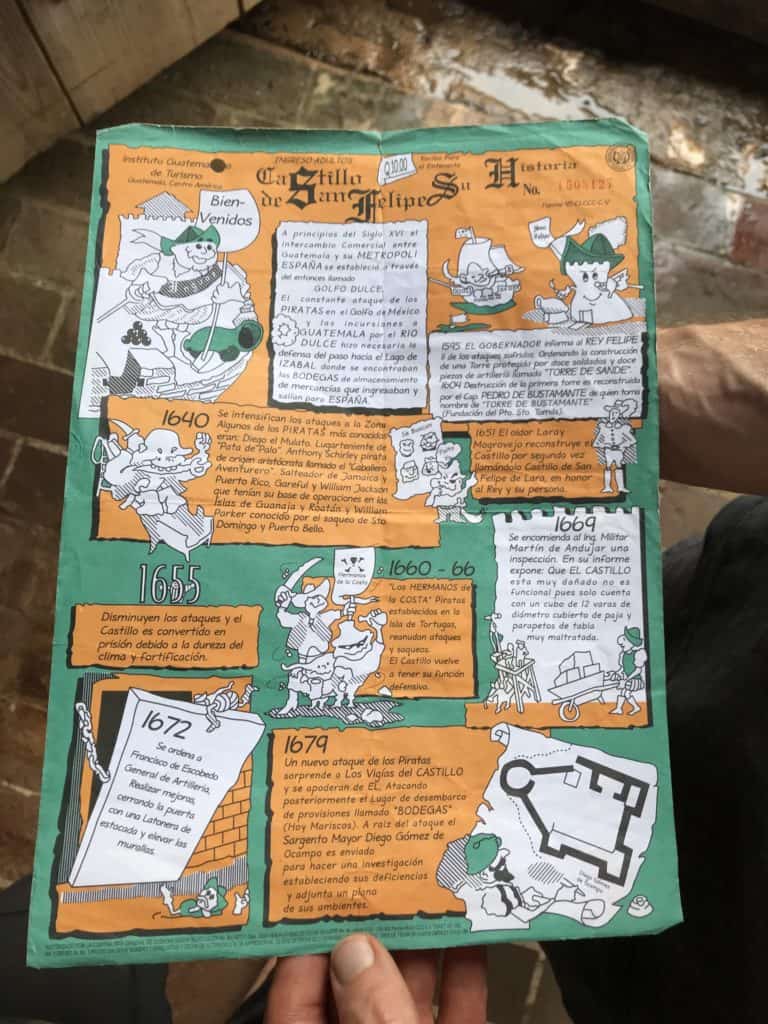 Instituto Guatemalteco
de Turismo
Guatemala, Centro América
INGRESO ADULTOS
Q.10.00
Recibo Para
el Enterante
Castillo
de San Felipe
Su Historia
No. 1505127
Bien-
Venidos
A principios del Siglo XVI: el
intercambio Comercial entre
Guatemala y su METROPOLI
ESPAÑA se estableció a través
del entonces llamado
GOLFO DULCE.
El constante ataque de los
PIRATAS en el Golfo de México
y las incursiones a
GUATEMALA por el RIO
DULCE hizo necesaria la
defensa del paso hacia el Lago de
IZABAL donde se encontraban
las BODEGAS de almacenamiento
de mercancías que ingresaban y
salían para ESPAÑA.
1595 EL GOBERNADOR informa al REY FELIPE
II de los ataques sufridos. Ordenando la construcción
de una Torre protegida por doce soldados y doce
piezas de artillería llamada "TORRE DE SANDE".
1604 Destrucción de la primera torre es reconstruida
por el Cap. PEDRO DE BUSTAMANTE de quien toma
nombre de "TORRE DE BUSTAMANTE"
(Fundación del Pto. Sto. Tomás).
1640
Se intensifican los ataques a la Zona
Algunos de los PIRATAS más conocidos
eran: Diego el Mulato. Lugarteniente de
"Pata de Palo". Anthony Schirley pirata
de origen aristócrata llamado el "Caballero
Aventurero". Salteador de Jamaica y
Puerto Rico, Gareful y William Jackson
que tenían su base de operaciones en las
Islas de Guanaja y Roatán y William
Parker conocido por el saqueo de Sto
Domingo y Puerto Bello.
Se Buscan
1651 El oidor Laray
Mogrovejo reconstruye el
Castillo por segunda vez
llamándolo Castillo de San
Felipe de Lara, en honor
al Rey y su persona.
1655
Disminuyen los ataques y el
Castillo es convertido en
prisión debido a la dureza del
clima y fortificación.
Hermanos
de la Costa
1660 - 66
"Los HERMANOS de
la COSTA" Piratas
establecidos en la
Isla de Tortugas,
reanudan ataques
y saqueos.
El Castillo vuelve
a tener su función
defensiva.
1669
Se encomienda al Ing. Militar
Martín de Andujar una
inspección. En su informe
expone: Que EL CASTILLO
esta muy dañado no es
funcional pues solo cuenta
con un cubo de 12 varas de
diámetro cubierto de paja y
parapetos de tabla
muy maltratada.
1672
Se ordena a
Francisco de Escobedo
General de Artillería,
Realizar mejoras,
cerrando la puerta
con una Latonera de
estacada y elevar las
murallas.
1679
Un nuevo ataque de los Piratas
sorprende a Los Vigías del CASTILLO
y se apoderan de EL. Atacando
posteriormente el Lugar de desembarco
de provisiones llamado "BODEGAS"
(Hoy Mariscos). A raíz del ataque el
Sargento Mayor Diego Gómez de
Ocampo es enviado
para hacer una investigación
estableciendo sus deficiencias
y adjunta un plano
de sus ambientes.
Diego Gómez
de Ocampo